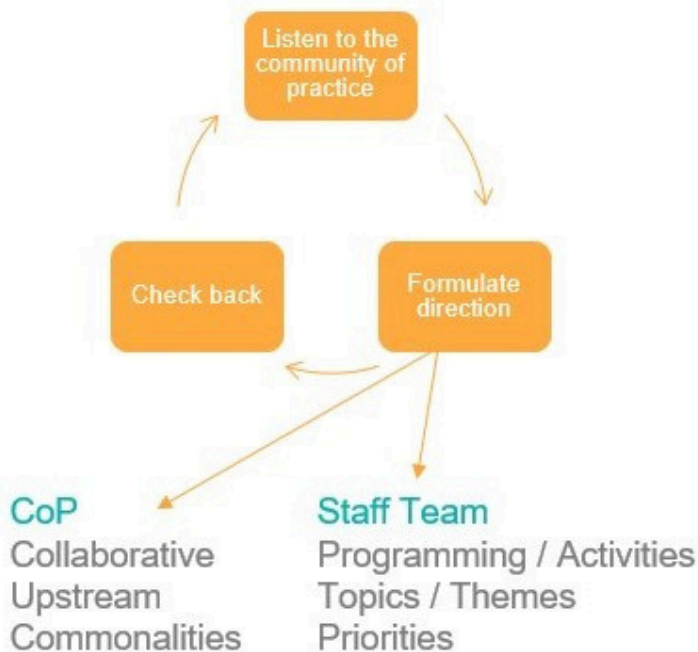 Listen to the
community of
practice
Check back
Formulate
direction
CoP
Collaborative
Upstream
Commonalities
Staff Team
Programming / Activities
Topics / Themes
Priorities